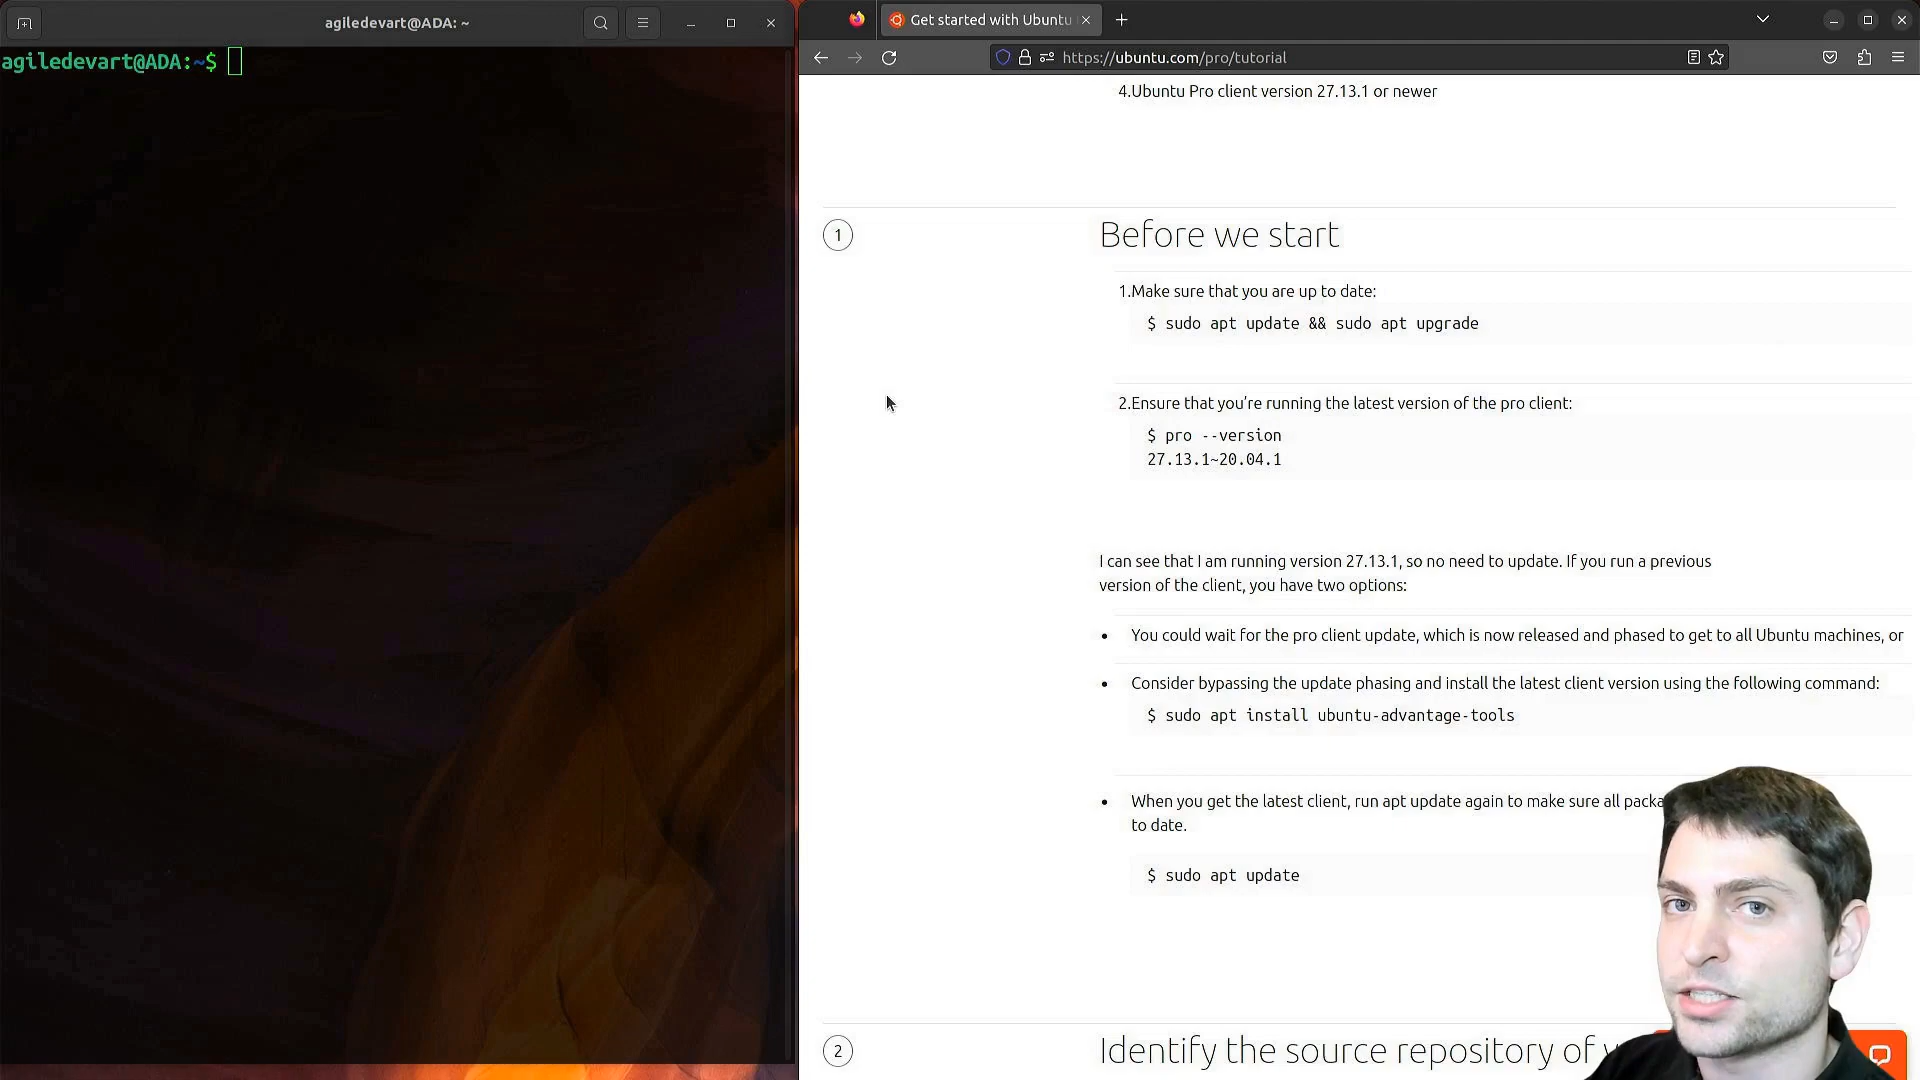 agiledevart@ADA: ~
agiledevart@ADA:~$
Get started with Ubuntu
https://ubuntu.com/pro/tutorial
4.Ubuntu Pro client version 27.13.1 or newer
1
Before we start
1.Make sure that you are up to date:
$ sudo apt update && sudo apt upgrade
2.Ensure that you’re running the latest version of the pro client:
$ pro --version
27.13.1~20.04.1
I can see that I am running version 27.13.1, so no need to update. If you run a previous
version of the client, you have two options:
• You could wait for the pro client update, which is now released and phased to get to all Ubuntu machines, or
• Consider bypassing the update phasing and install the latest client version using the following command:
$ sudo apt install ubuntu-advantage-tools
• When you get the latest client, run apt update again to make sure all
to date.
$ sudo apt update
2
Identify the source repository of